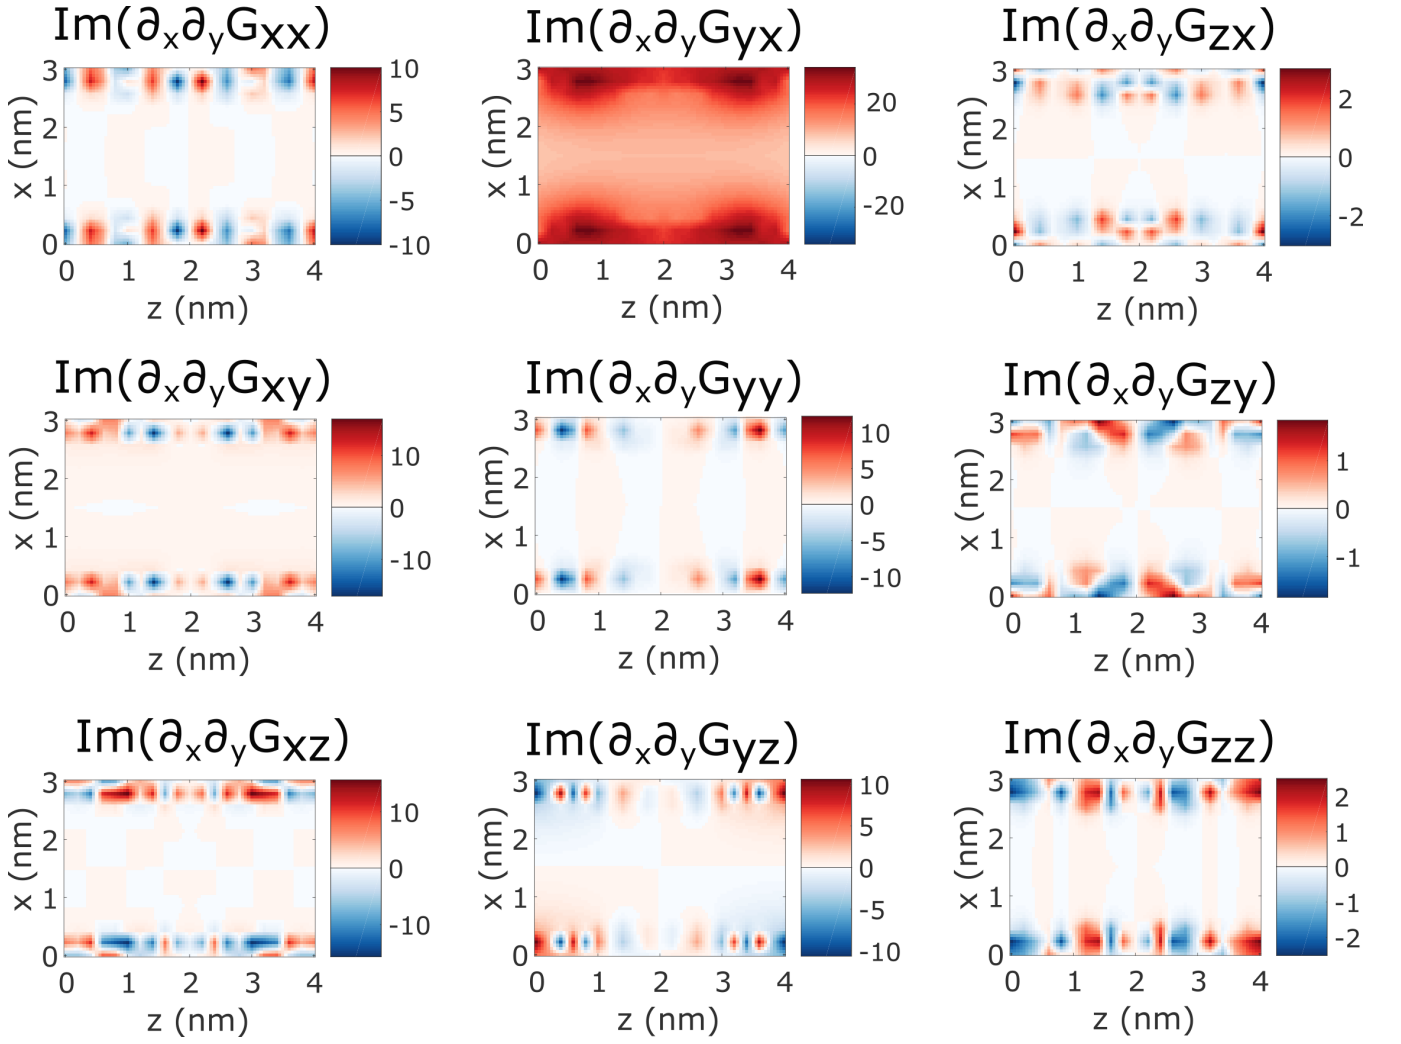 Im(∂x∂yGxx)
3
2
1
0
x (nm)
0 1 2 3 4
z (nm)
10
5
0
-5
-10
Im(∂x∂yGyx)
3
2
1
0
x (nm)
0 1 2 3 4
z (nm)
20
0
-20
Im(∂x∂yGzx)
3
2
1
0
x (nm)
0 1 2 3 4
z (nm)
2
0
-2
Im(∂x∂yGxy)
3
2
1
0
x (nm)
0 1 2 3 4
z (nm)
10
0
-10
Im(∂x∂yGyy)
3
2
1
0
x (nm)
0 1 2 3 4
z (nm)
10
5
0
-5
-10
Im(∂x∂yGzy)
3
2
1
0
x (nm)
0 1 2 3 4
z (nm)
1
0
-1
Im(∂x∂yGxz)
3
2
1
0
x (nm)
0 1 2 3 4
z (nm)
10
0
-10
Im(∂x∂yGyz)
3
2
1
0
x (nm)
0 1 2 3 4
z (nm)
10
5
0
-5
-10
Im(∂x∂yGzz)
3
2
1
0
x (nm)
0 1 2 3 4
z (nm)
2
1
0
-1
-2